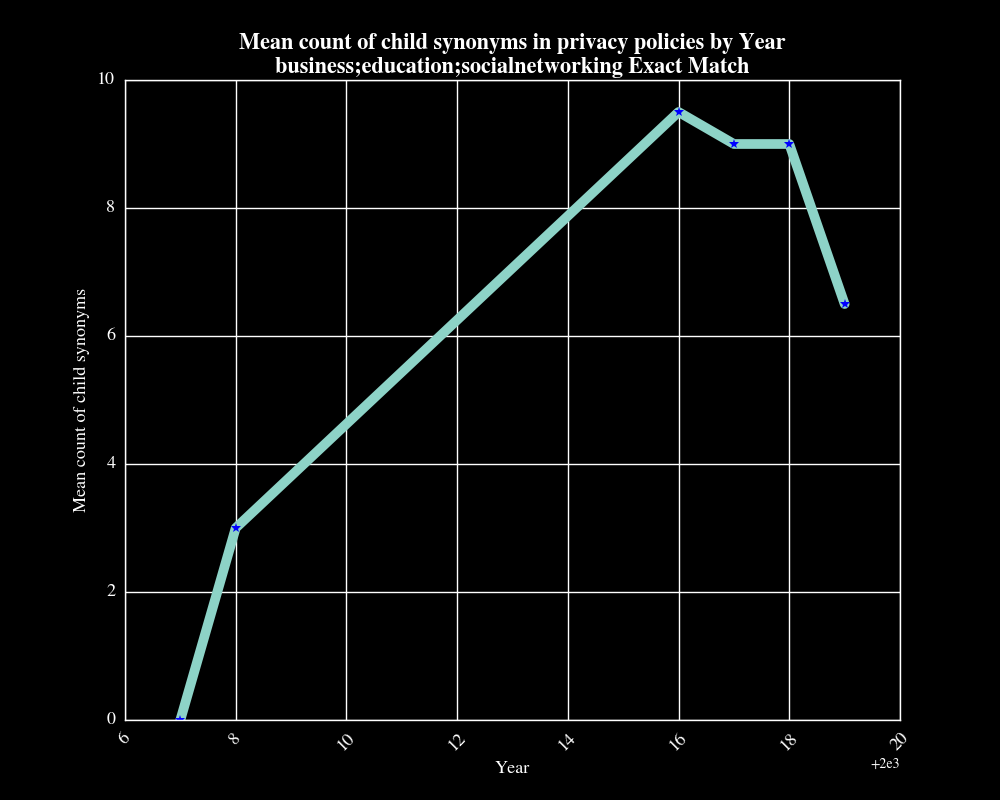 Mean count of child synonyms in privacy policies by Year
business;education;socialnetworking Exact Match
10
8
6
4
2
0
Mean count of child synonyms
6 8 10 12 14 16 18 20
+2e3
Year